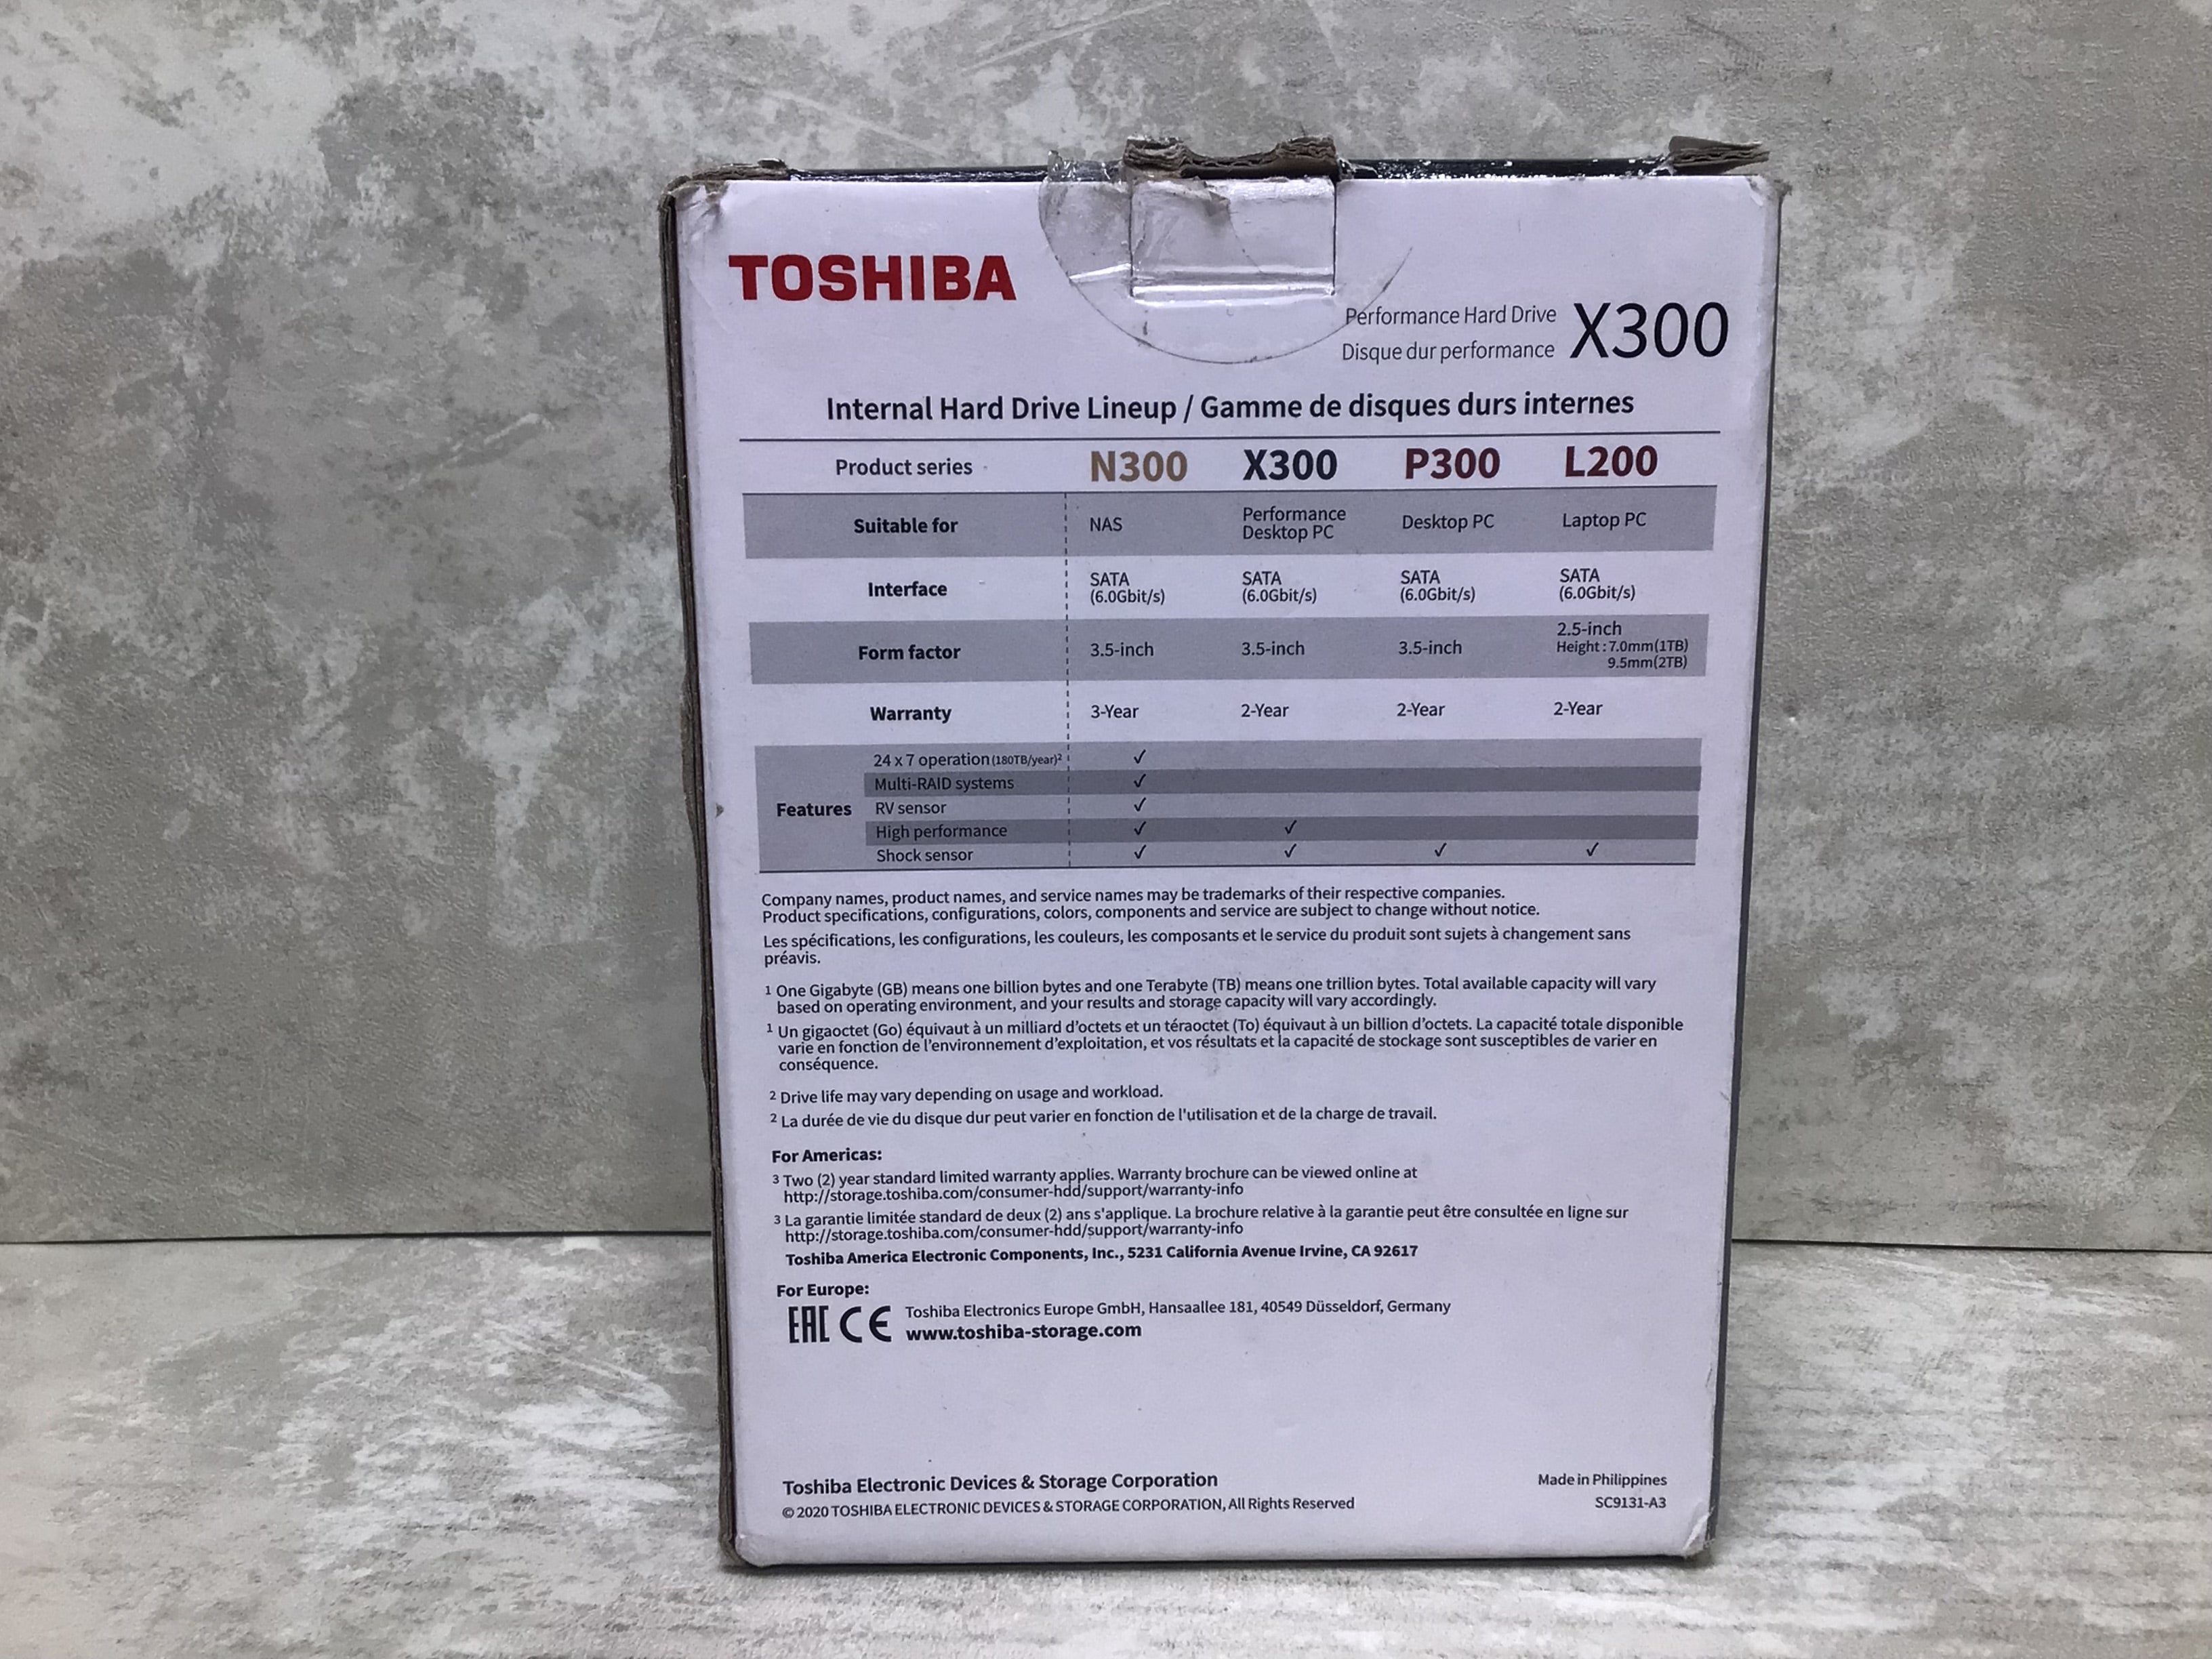 TOSHIBA
Performance Hard Drive
Disque dur performance
X300
Internal Hard Drive Lineup / Gamme de disques durs internes
Product series N300 X300 P300 L200
Suitable for NAS Performance Desktop PC Desktop PC Laptop PC
Interface SATA (6.0Gbit/s) SATA (6.0Gbit/s) SATA (6.0Gbit/s) SATA (6.0Gbit/s)
Form factor 3.5-inch 3.5-inch 3.5-inch 2.5-inch Height : 7.0mm(1TB) 9.5mm(2TB)
Warranty 3-Year 2-Year 2-Year 2-Year
Features
24 x 7 operation (180TB/year)² ✓
Multi-RAID systems ✓
RV sensor ✓
High performance ✓ ✓
Shock sensor ✓ ✓ ✓ ✓
Company names, product names, and service names may be trademarks of their respective companies.
Product specifications, configurations, colors, components and service are subject to change without notice.
Les spécifications, les configurations, les couleurs, les composants et le service du produit sont sujets à changement sans
préavis.
¹ One Gigabyte (GB) means one billion bytes and one Terabyte (TB) means one trillion bytes. Total available capacity will vary
based on operating environment, and your results and storage capacity will vary accordingly.
¹ Un gigaoctet (Go) équivaut à un milliard d'octets et un téraoctet (To) équivaut à un billion d'octets. La capacité totale disponible
varie en fonction de l'environnement d'exploitation, et vos résultats et la capacité de stockage sont susceptibles de varier en
conséquence.
² Drive life may vary depending on usage and workload.
² La durée de vie du disque dur peut varier en fonction de l'utilisation et de la charge de travail.
For Americas:
³ Two (2) year standard limited warranty applies. Warranty brochure can be viewed online at
http://storage.toshiba.com/consumer-hdd/support/warranty-info
³ La garantie limitée standard de deux (2) ans s'applique. La brochure relative à la garantie peut être consultée en ligne sur
http://storage.toshiba.com/consumer-hdd/support/warranty-info
Toshiba America Electronic Components, Inc., 5231 California Avenue Irvine, CA 92617
For Europe:
EAC CE Toshiba Electronics Europe GmbH, Hansaallee 181, 40549 Düsseldorf, Germany
www.toshiba-storage.com
Toshiba Electronic Devices & Storage Corporation
© 2020 TOSHIBA ELECTRONIC DEVICES & STORAGE CORPORATION, All Rights Reserved
Made in Philippines
SC9131-A3